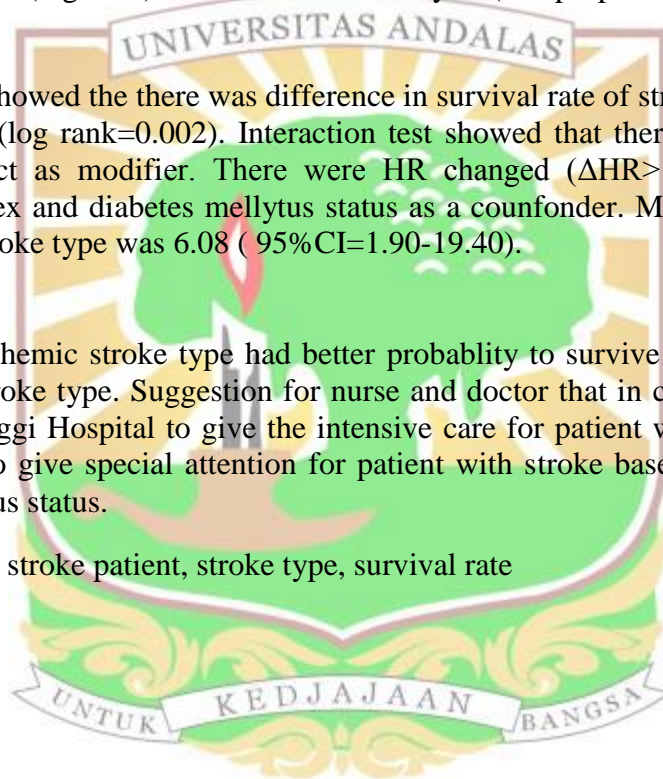 UNIVERSITAS ANDALAS
howed the there was difference in survival rate of str
(log rank=0.002). Interaction test showed that ther
ct as modifier. There were HR changed (ΔHR>
ex and diabetes mellytus status as a counfonder. M
roke type was 6.08 ( 95%CI=1.90-19.40).
hemic stroke type had better probablity to survive
roke type. Suggestion for nurse and doctor that in c
ggi Hospital to give the intensive care for patient w
o give special attention for patient with stroke base
us status.
stroke patient, stroke type, survival rate
UNTUK KEDJAJAAN BANGSA